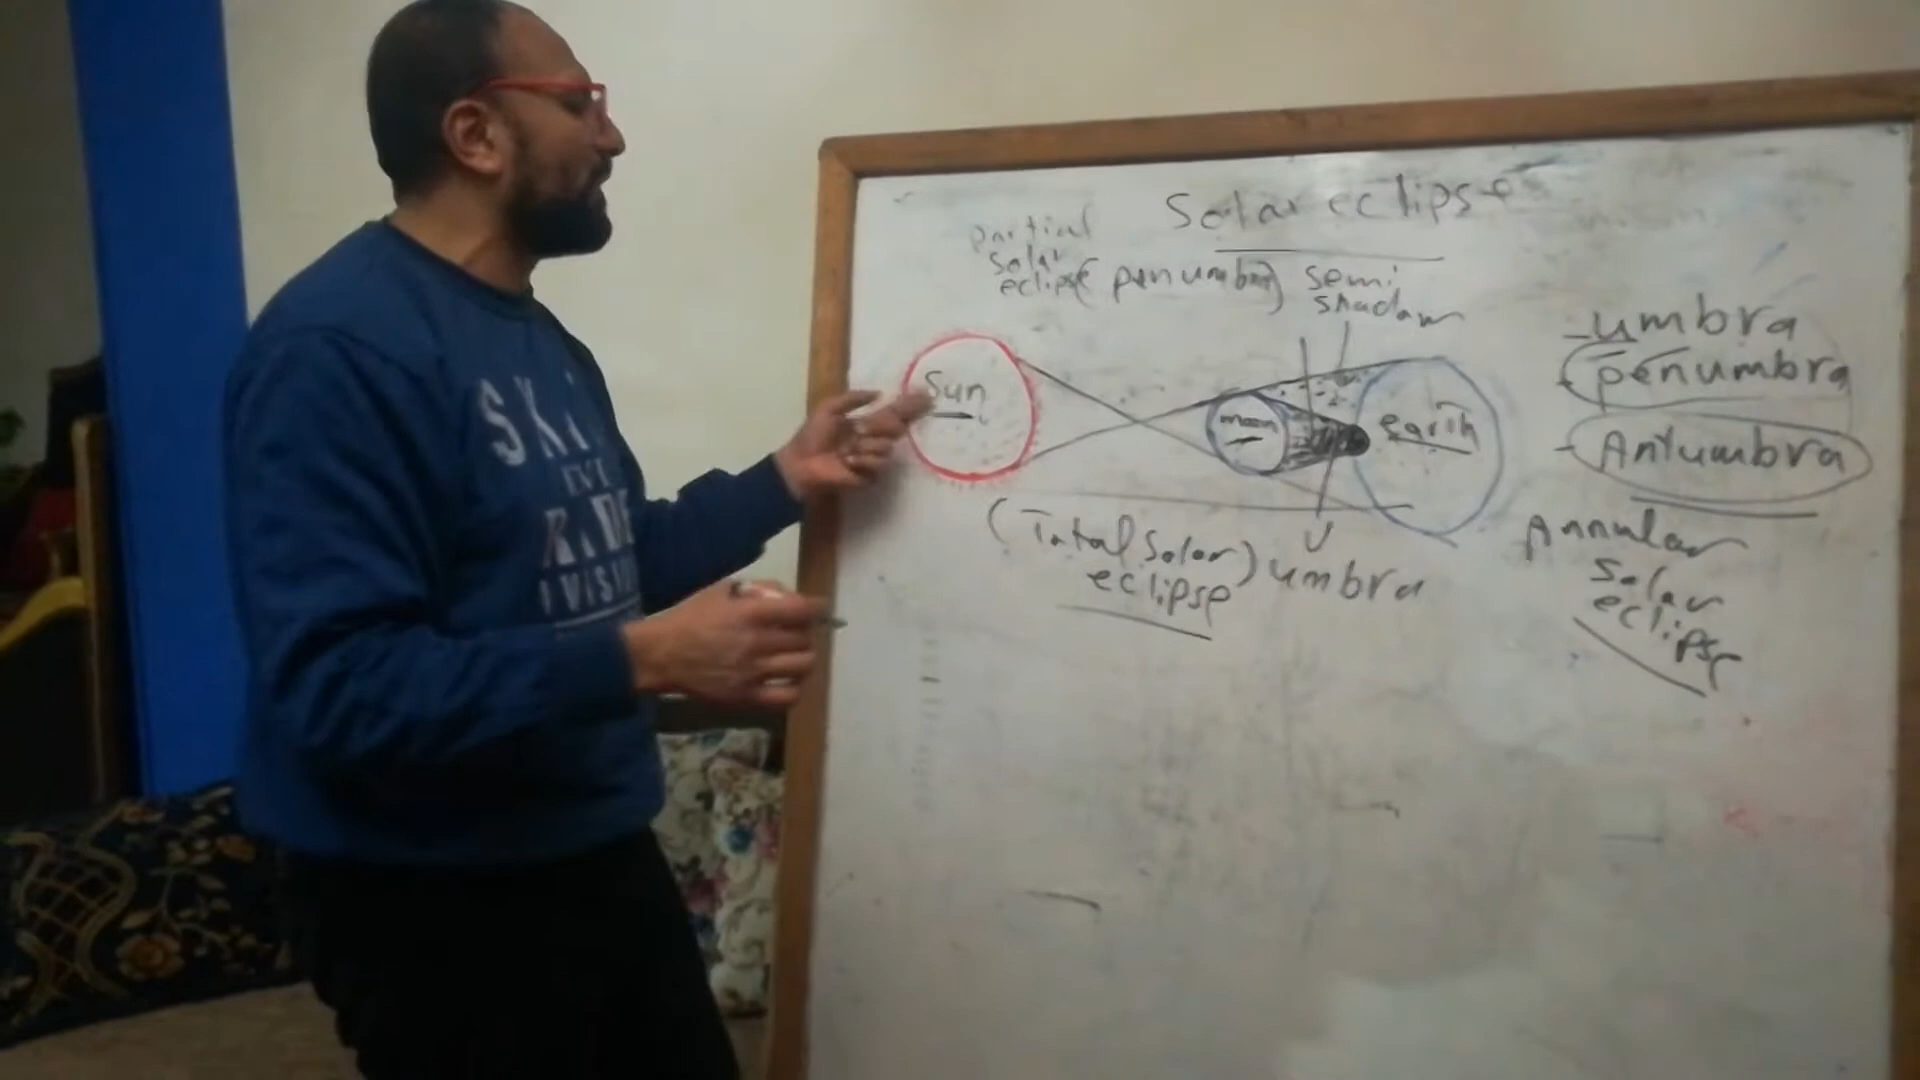 Solar eclipse
partial
solar
eclipse (penumbra) semi
shadow
-umbra
- penumbra
- Antumbra
Sun
moon
earth
(Total Solar) umbra
eclipse
Annular
solar
eclipse
SKI